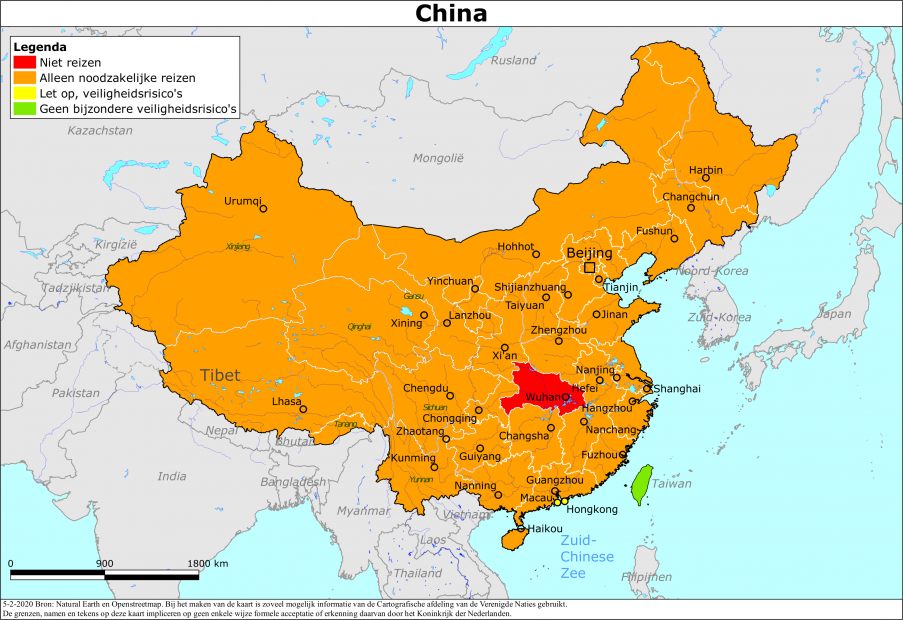 China
Legenda
Niet reizen
Alleen noodzakelijke reizen
Let op, veiligheidsrisico's
Geen bijzondere veiligheidsrisico's
Rusland
Kazachstan
Mongolië
Harbin
Changchun
Urumqi
Fushun
Kirgizië
Xinjiang
Hohhot
Beijing
Noord-Korea
Tadzjikistan
Yinchuan
Shijianzhuang
Tianjin
Gansu
Taiyuan
Xining
Lanzhou
Jinan
Zuid-Korea
Japan
Qinghai
Zhengzhou
Afghanistan
Xi'an
Tibet
Nanjing
Pakistan
Chengdu
Hefei
Shanghai
Lhasa
Wuhan
Sichuan
Hangzhou
Chongqing
Tanang
Nepal
Zhaotang
Changsha
Nanchang
Bhutan
Kunming
Guiyang
Fuzhou
India
Bangladesh
Yunnan
Nanning
Guangzhou
Taiwan
Macau
Hongkong
Myanmar
Vietnam
Haikou
Laos
Zuid-
Chinese
Zee
0 900 1800 km
Thailand
Filipijnen
5-2-2020 Bron: Natural Earth en Openstreetmap. Bij het maken van de kaart is zoveel mogelijk informatie van de Cartografische afdeling van de Verenigde Naties gebruikt.
De grenzen, namen en tekens op deze kaart impliceren op geen enkele wijze formele acceptatie of erkenning daarvan door het Koninkrijk der Nederlanden.